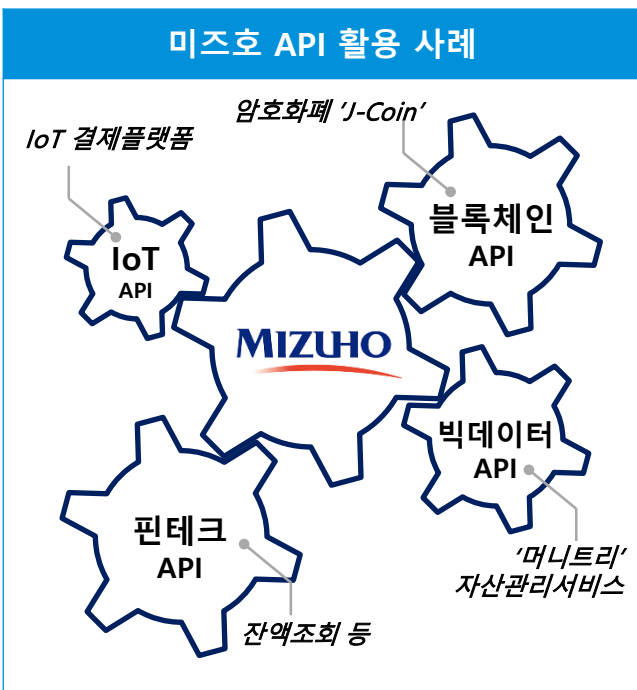 미즈호 API 활용 사례
암호화폐 ‘J-Coin’
IoT 결제플랫폼
블록체인
API
IoT
API
MIZUHO
빅데이터
API
핀테크
API
‘머니트리’
자산관리서비스
잔액조회 등